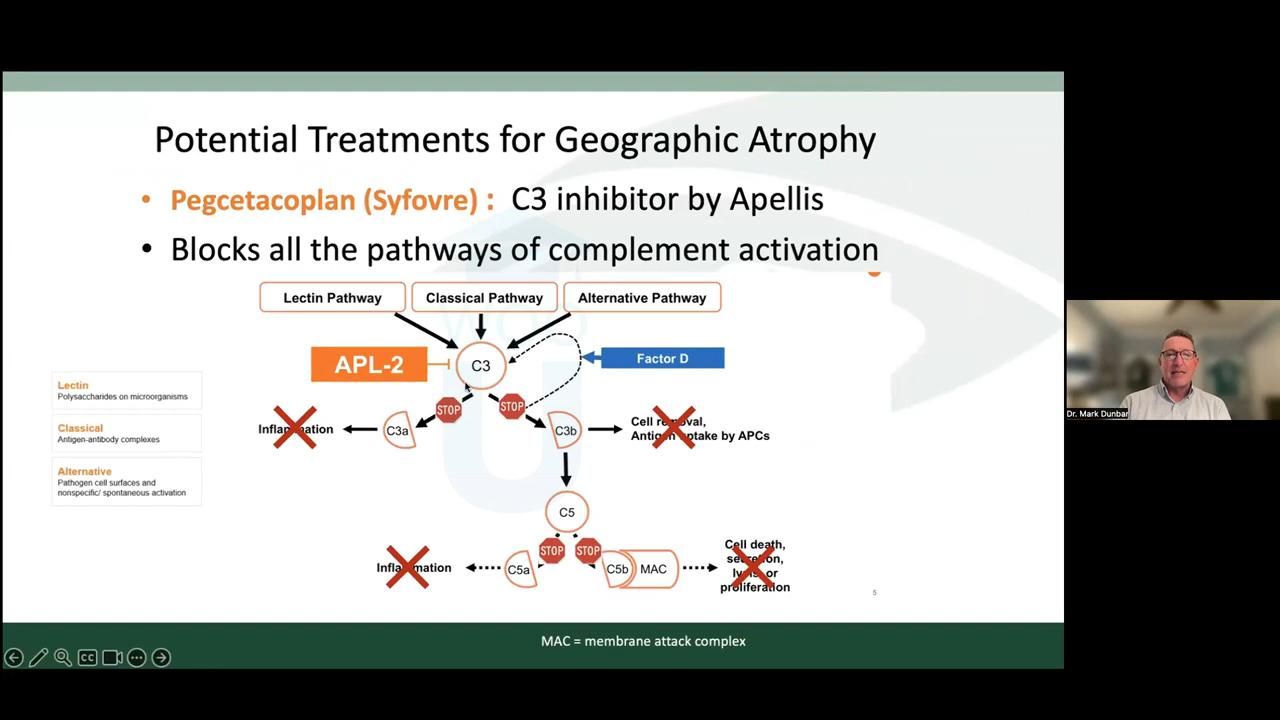 Potential Treatments for Geographic Atrophy
• Pegcetacoplan (Syfovre) : C3 inhibitor by Apellis
• Blocks all the pathways of complement activation
Lectin Pathway
Classical Pathway
Alternative Pathway
APL-2
C3
Factor D
STOP
STOP
Inflammation
C3a
C3b
Cell removal,
Antigen uptake by APCs
Lectin
Polysaccharides on microorganisms
Classical
Antigen-antibody complexes
Alternative
Pathogen cell surfaces and
nonspecific/ spontaneous activation
C5
STOP
STOP
Inflammation
C5a
C5b
MAC
Cell death,
secretion,
lysis, or
proliferation
5
MAC = membrane attack complex
CC
Dr. Mark Dunbar